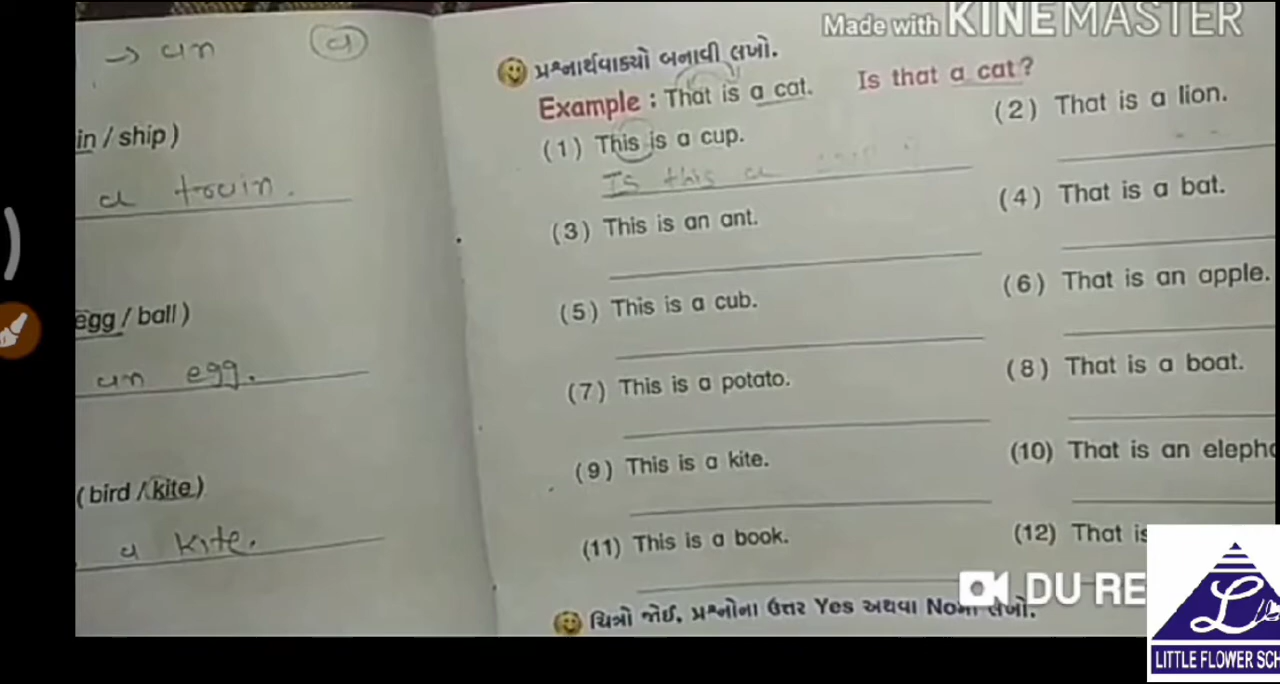 Made with KINEMASTER
→ an a
in / ship )
a train.
egg / ball )
an egg.
( bird / kite )
a kite.
પ્રશ્નાર્થવાક્યો બનાવી લખો.
Example : That is a cat. Is that a cat?
(1) This is a cup.
Is this a
(2) That is a lion.
(3) This is an ant.
(4) That is a bat.
(5) This is a cub.
(6) That is an apple.
(7) This is a potato.
(8) That is a boat.
(9) This is a kite.
(10) That is an elepha
(11) This is a book.
(12) That is
ચિત્રો જોઈ, પ્રશ્નોના ઉત્તર Yes અથવા Noમાં લખો.
DU RE
LITTLE FLOWER SCH